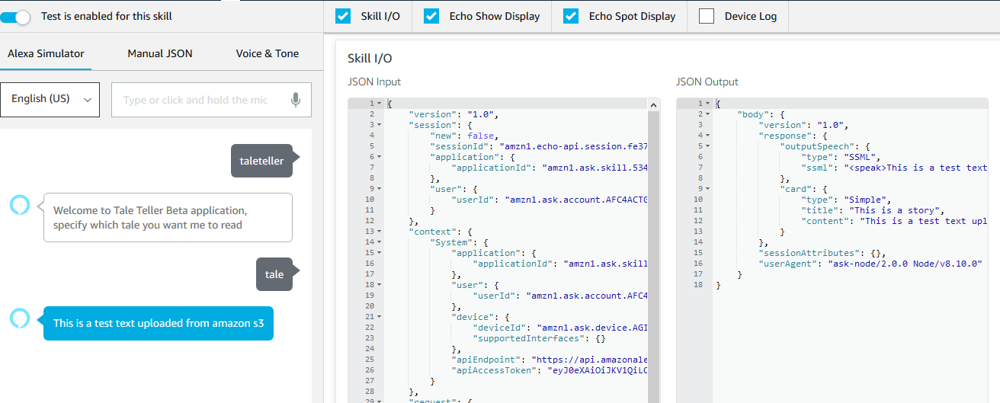 Test is enabled for this skill
Skill I/O
Echo Show Display
Echo Spot Display
Device Log
Alexa Simulator
Manual JSON
Voice & Tone
English (US)
Type or click and hold the mic
taleteller
Welcome to Tale Teller Beta application,
specify which tale you want me to read
tale
This is a test text uploaded from amazon s3
Skill I/O
JSON Input
1 {
2 "version": "1.0",
3 "session": {
4 "new": false,
5 "sessionId": "amzn1.echo-api.session.fe37
6 "application": {
7 "applicationId": "amzn1.ask.skill.534
8 },
9 "user": {
10 "userId": "amzn1.ask.account.AFC4ACTG
11 }
12 },
13 "context": {
14 "System": {
15 "application": {
16 "applicationId": "amzn1.ask.skill
17 },
18 "user": {
19 "userId": "amzn1.ask.account.AFC4
20 },
21 "device": {
22 "deviceId": "amzn1.ask.device.AGI
23 "supportedInterfaces": {}
24 },
25 "apiEndpoint": "https://api.amazonale
26 "apiAccessToken": "eyJ0eXAiOiJKV1QiLC
27 }
28 },
29 "request": {
JSON Output
1 {
2 "body": {
3 "version": "1.0",
4 "response": {
5 "outputSpeech": {
6 "type": "SSML",
7 "ssml": "<speak>This is a test text
8 },
9 "card": {
10 "type": "Simple",
11 "title": "This is a story",
12 "content": "This is a test text upl
13 }
14 },
15 "sessionAttributes": {},
16 "userAgent": "ask-node/2.0.0 Node/v8.10.0"
17 }
18 }